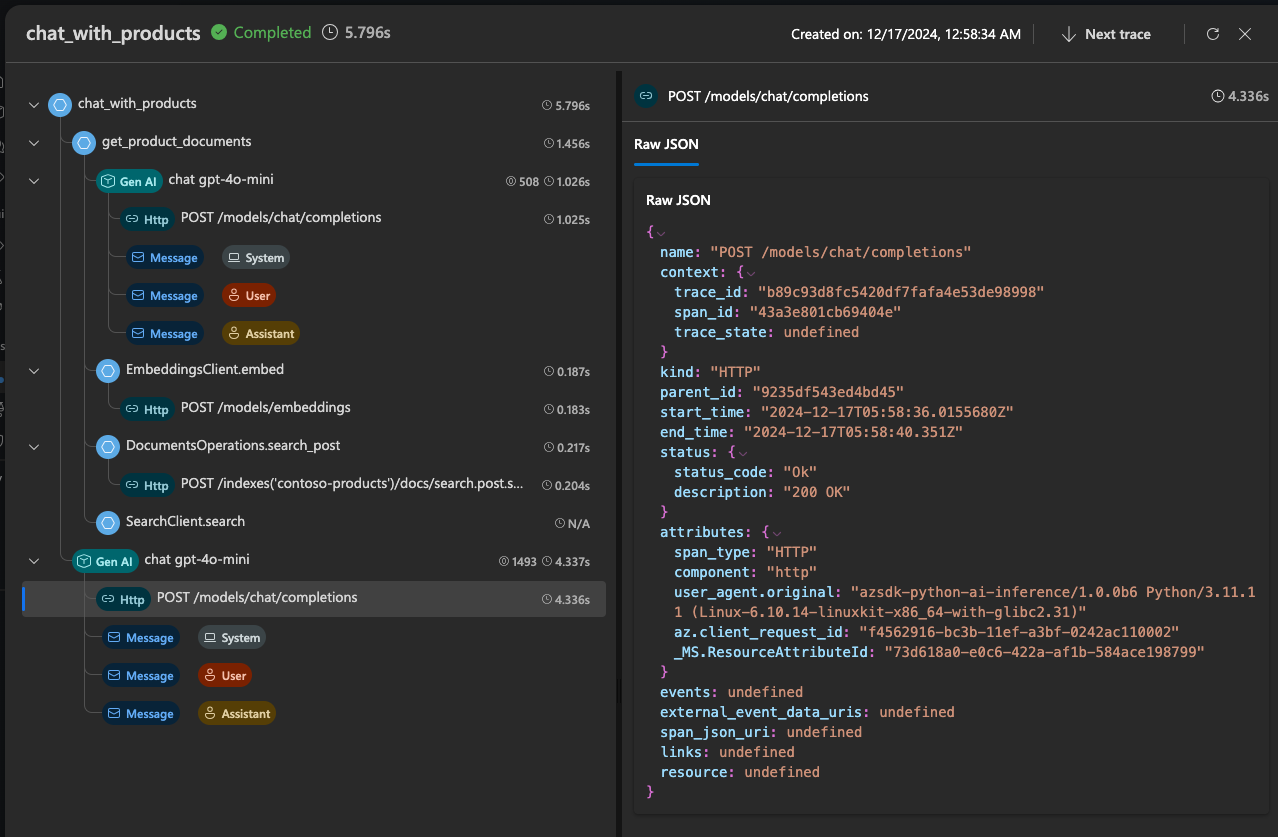 chat_with_products Completed 5.796s
Created on: 12/17/2024, 12:58:34 AM Next trace
chat_with_products 5.796s
get_product_documents 1.456s
Gen AI chat gpt-4o-mini 508 1.026s
Http POST /models/chat/completions 1.025s
Message System
Message User
Message Assistant
EmbeddingsClient.embed 0.187s
Http POST /models/embeddings 0.183s
DocumentsOperations.search_post 0.217s
Http POST /indexes('contoso-products')/docs/search.post.s... 0.204s
SearchClient.search N/A
Gen AI chat gpt-4o-mini 1493 4.337s
Http POST /models/chat/completions 4.336s
Message System
Message User
Message Assistant
POST /models/chat/completions 4.336s
Raw JSON
Raw JSON
{
name: "POST /models/chat/completions"
context: {
trace_id: "b89c93d8fc5420df7fafa4e53de98998"
span_id: "43a3e801cb69404e"
trace_state: undefined
}
kind: "HTTP"
parent_id: "9235df543ed4bd45"
start_time: "2024-12-17T05:58:36.0155680Z"
end_time: "2024-12-17T05:58:40.351Z"
status: {
status_code: "Ok"
description: "200 OK"
}
attributes: {
span_type: "HTTP"
component: "http"
user_agent.original: "azsdk-python-ai-inference/1.0.0b6 Python/3.11.1
1 (Linux-6.10.14-linuxkit-x86_64-with-glibc2.31)"
az.client_request_id: "f4562916-bc3b-11ef-a3bf-0242ac110002"
_MS.ResourceAttributeId: "73d618a0-e0c6-422a-af1b-584ace198799"
}
events: undefined
external_event_data_uris: undefined
span_json_uri: undefined
links: undefined
resource: undefined
}